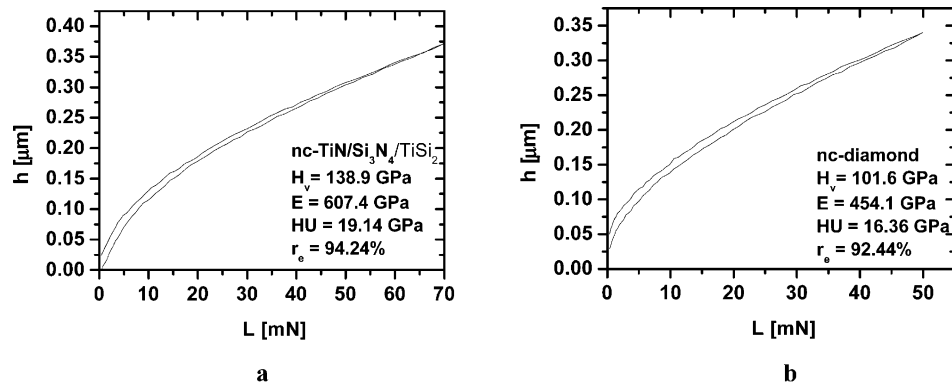 0.40
0.35
0.30
0.25
0.20
0.15
0.10
0.05
0.00
h [μm]
nc-TiN/Si₃N₄/TiSi₂
Hᵥ = 138.9 GPa
E = 607.4 GPa
HU = 19.14 GPa
rₑ = 94.24%
0 10 20 30 40 50 60 70
L [mN]
a
0.35
0.30
0.25
0.20
0.15
0.10
0.05
0.00
h [μm]
nc-diamond
Hᵥ = 101.6 GPa
E = 454.1 GPa
HU = 16.36 GPa
rₑ = 92.44%
0 10 20 30 40 50
L [mN]
b